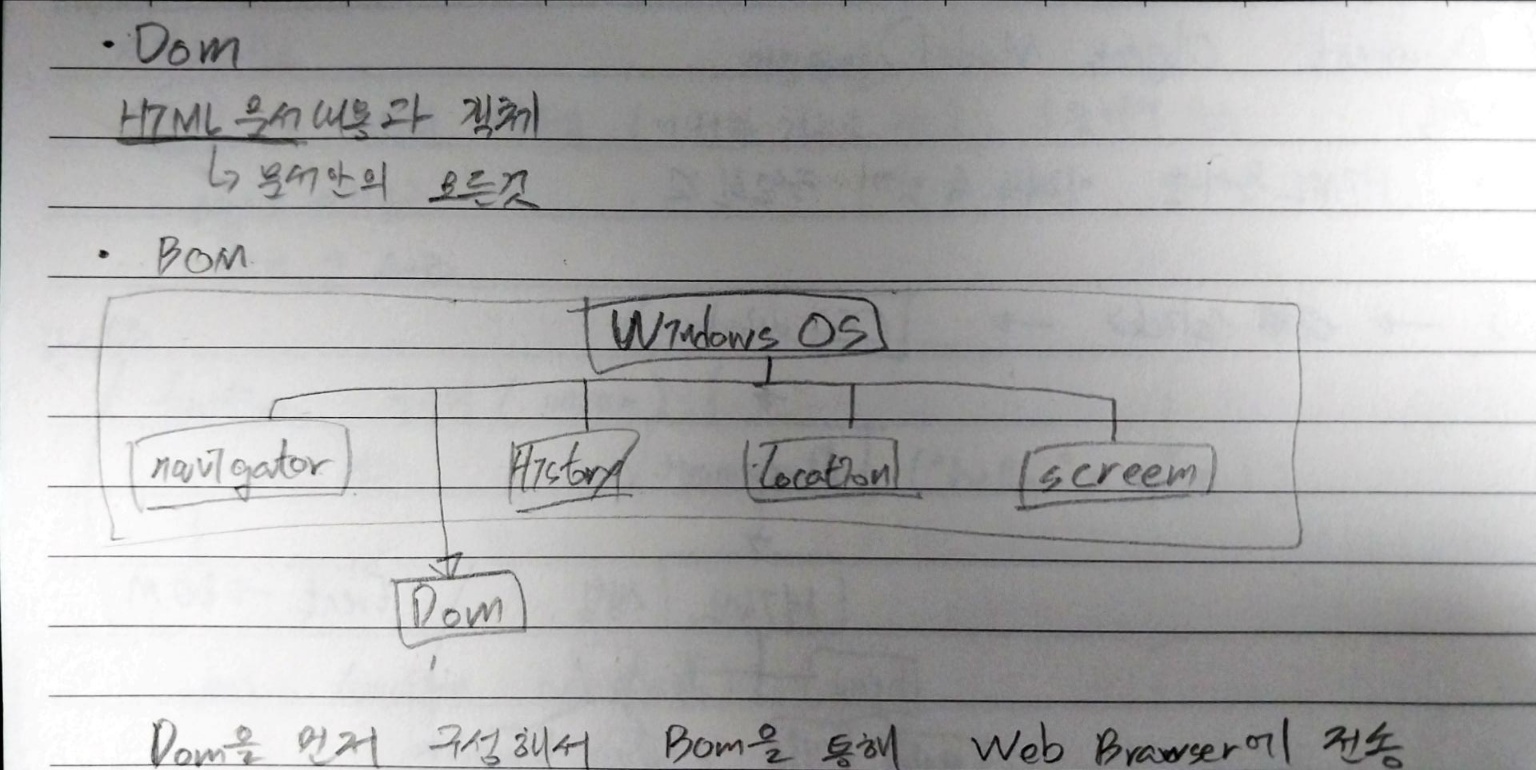 · Dom
HTML 문서 내용과 객체
↳ 문서안의 모든것
· BOM
Windows OS
navigator History location screem
Dom
Dom을 먼저 구성해서 Bom을 통해 Web Browser에 전송